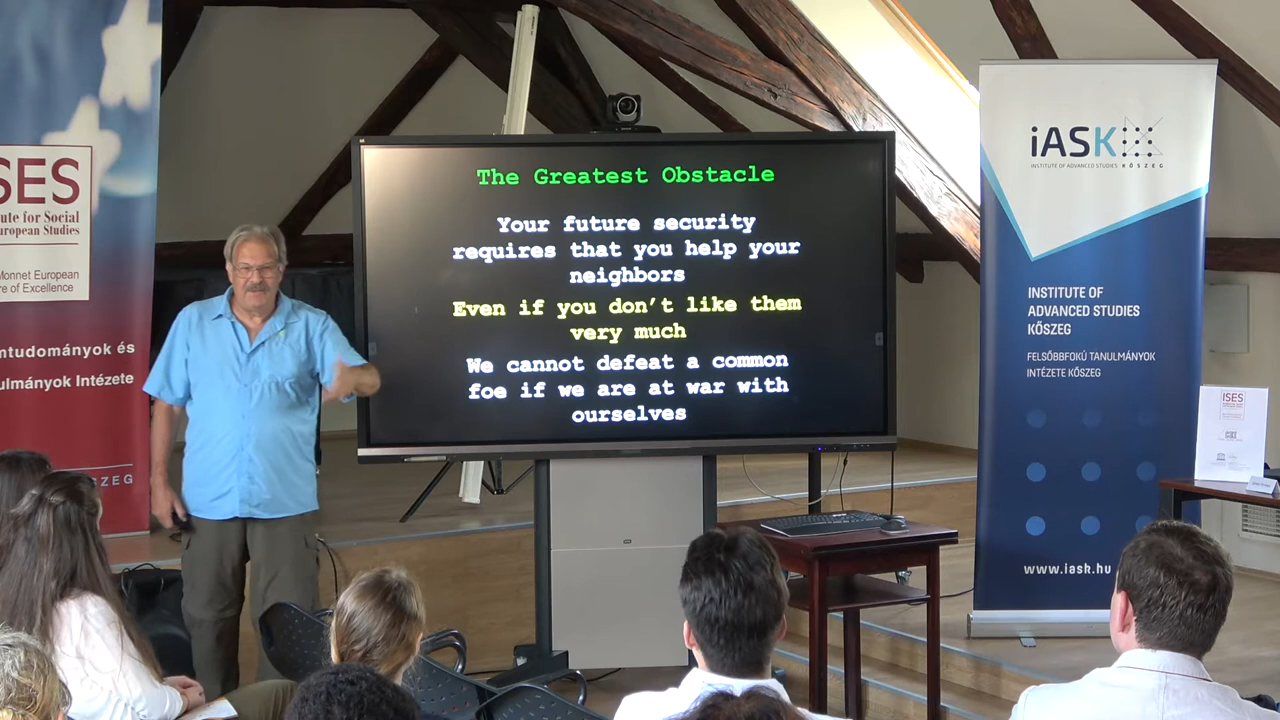 SES
ute for Social
uropean Studies
Monnet European
re of Excellence
mtudományok és
ulmányok Intézete
SZEG
The Greatest Obstacle
Your future security
requires that you help your
neighbors
Even if you don't like them
very much
We cannot defeat a common
foe if we are at war with
ourselves
iASK
INSTITUTE OF ADVANCED STUDIES KŐSZEG
INSTITUTE OF
ADVANCED STUDIES
KŐSZEG
FELSŐBBFOKÚ TANULMÁNYOK
INTÉZETE KŐSZEG
www.iask.hu
ISES